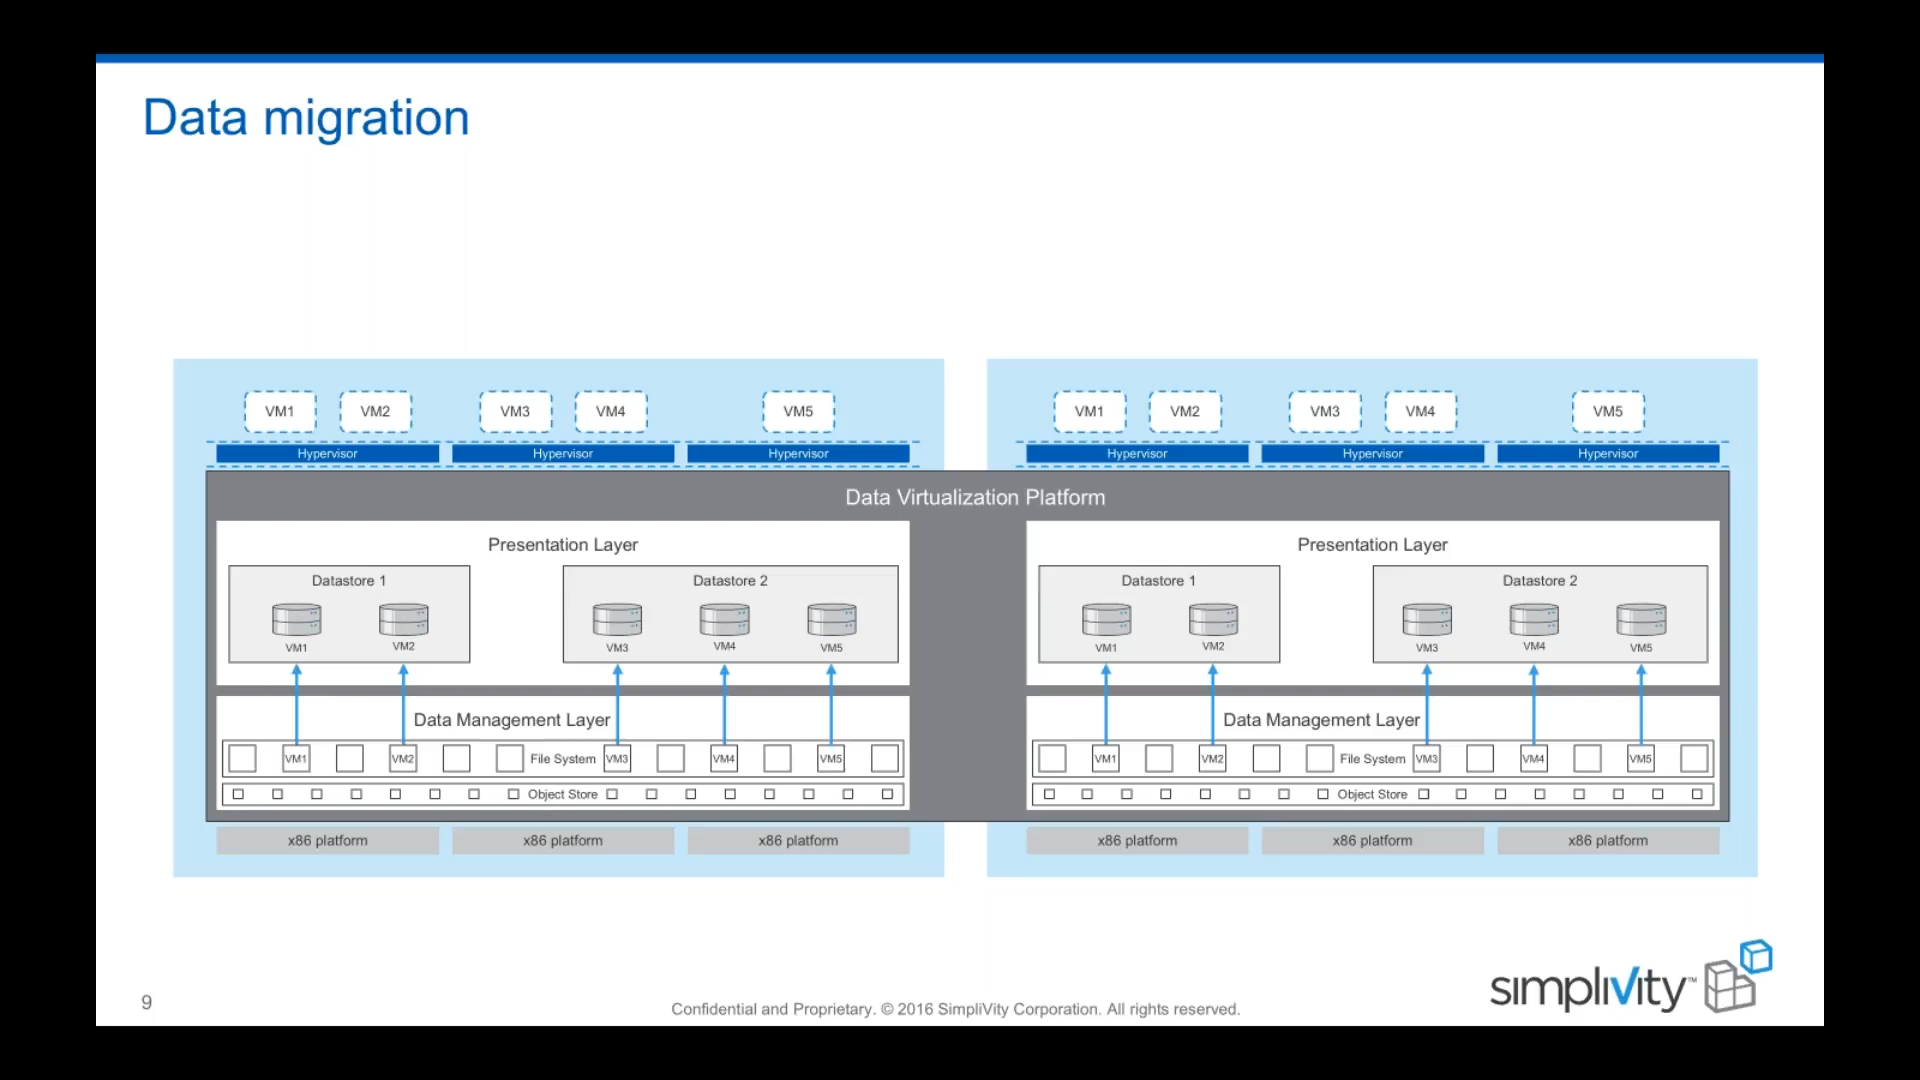 Data migration
VM1 VM2 VM3 VM4 VM5 VM1 VM2 VM3 VM4 VM5
Hypervisor Hypervisor Hypervisor Hypervisor Hypervisor Hypervisor
Data Virtualization Platform
Presentation Layer Presentation Layer
Datastore 1 Datastore 2 Datastore 1 Datastore 2
VM1 VM2 VM3 VM4 VM5 VM1 VM2 VM3 VM4 VM5
Data Management Layer Data Management Layer
VM1 VM2 File System VM3 VM4 VM5 VM1 VM2 File System VM3 VM4 VM5
Object Store Object Store
x86 platform x86 platform x86 platform x86 platform x86 platform x86 platform
simplivity™
9
Confidential and Proprietary. © 2016 SimpliVity Corporation. All rights reserved.